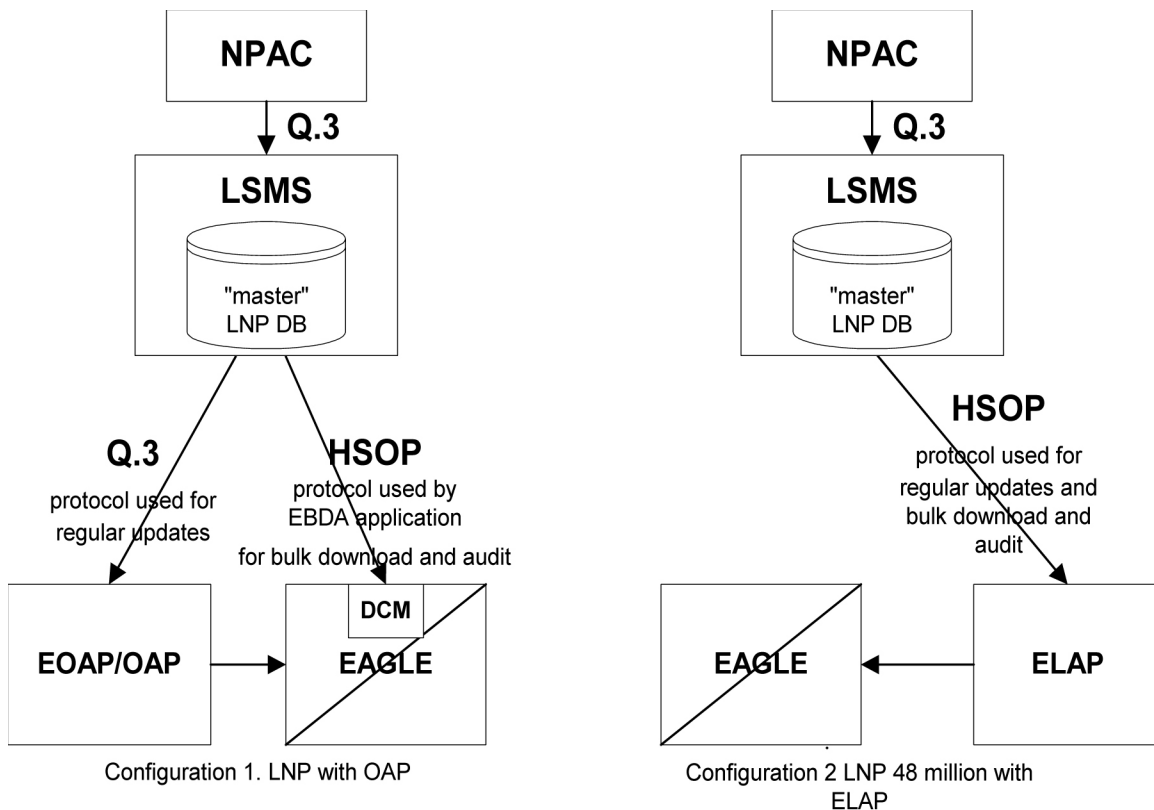 NPAC
Q.3
LSMS
"master"
LNP DB
Q.3
protocol used for
regular updates
HSOP
protocol used by
EBDA application
for bulk download and audit
EOAP/OAP
DCM
EAGLE
Configuration 1. LNP with OAP
NPAC
Q.3
LSMS
"master"
LNP DB
HSOP
protocol used for
regular updates and
bulk download and
audit
EAGLE
ELAP
Configuration 2 LNP 48 million with
ELAP